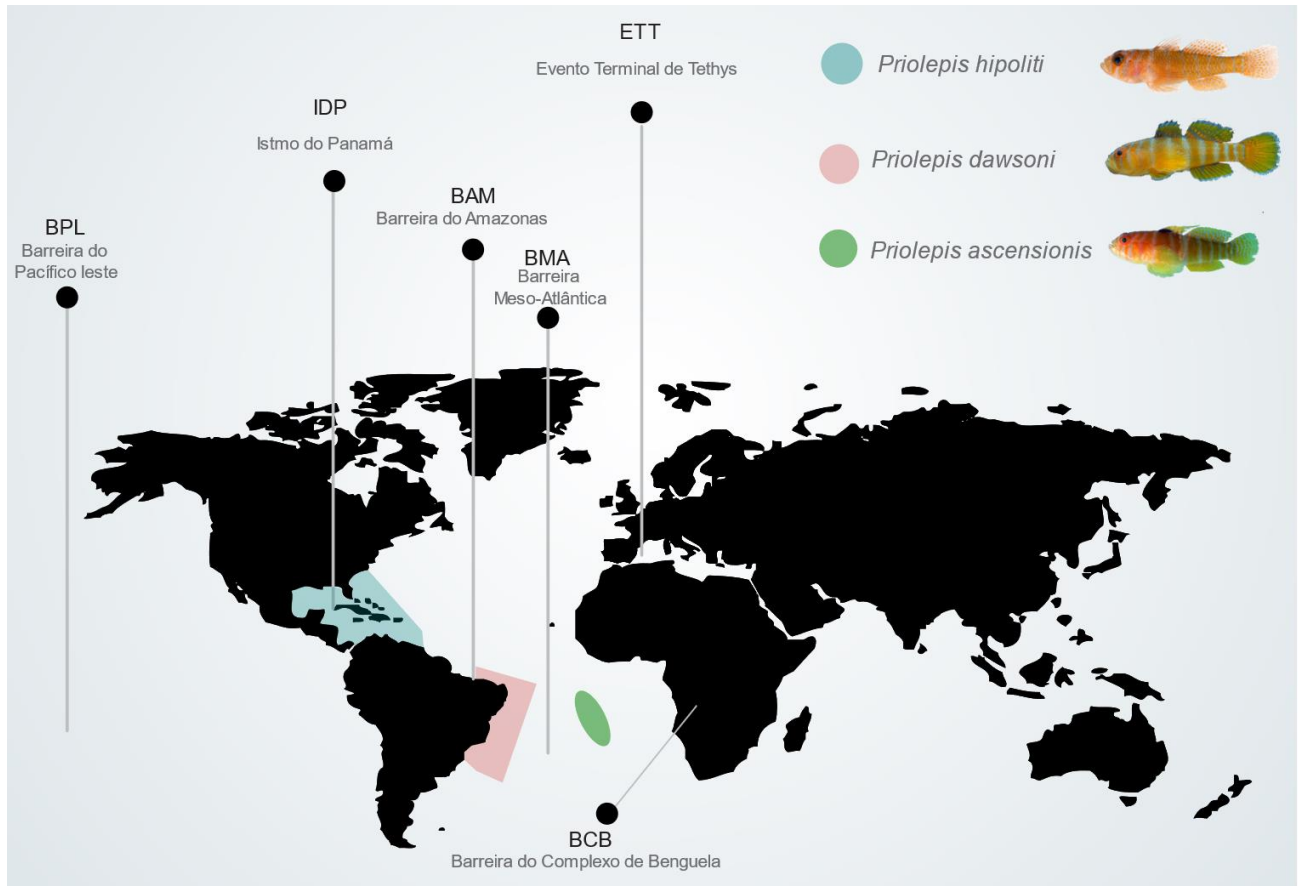 ETT
Evento Terminal de Tethys
Priolepis hipoliti
IDP
Istmo do Panamá
Priolepis dawsoni
BAM
Barreira do Amazonas
BPL
Barreira do
Pacífico leste
BMA
Barreira
Meso-Atlântica
Priolepis ascensionis
BCB
Barreira do Complexo de Benguela